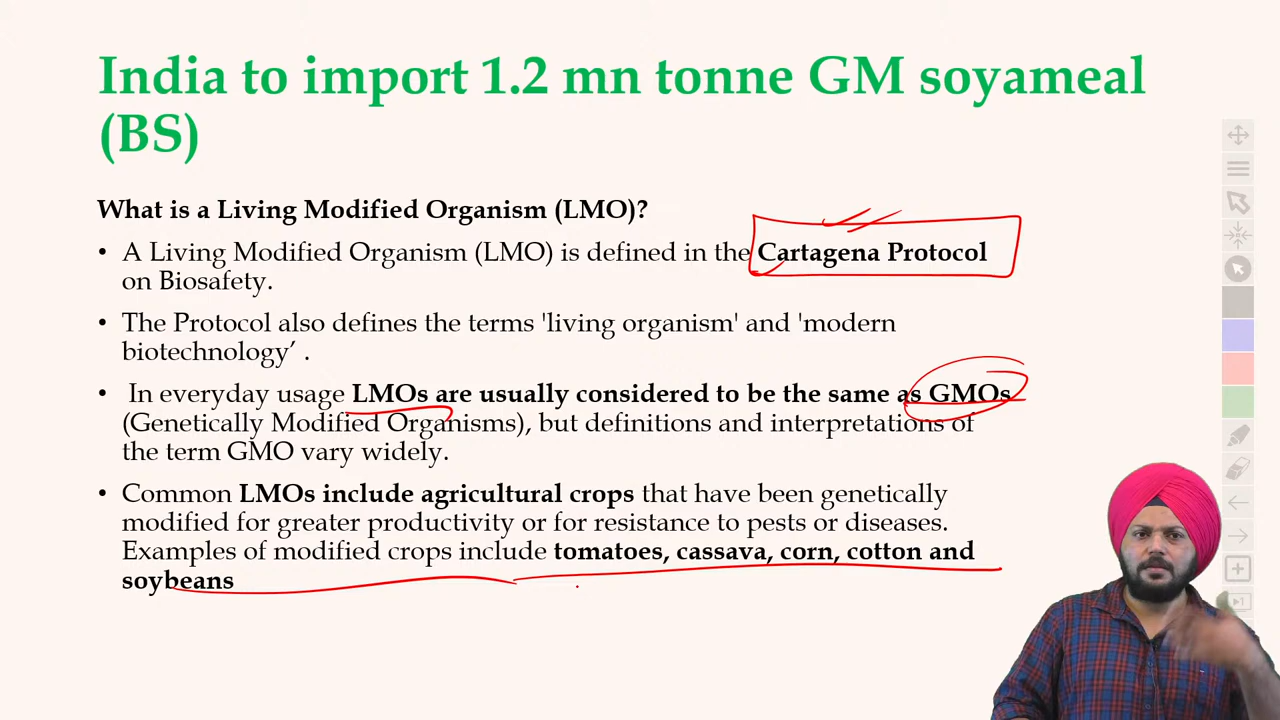 India to import 1.2 mn tonne GM soyameal
(BS)
What is a Living Modified Organism (LMO)?
• A Living Modified Organism (LMO) is defined in the Cartagena Protocol
on Biosafety.
• The Protocol also defines the terms 'living organism' and 'modern
biotechnology’ .
• In everyday usage LMOs are usually considered to be the same as GMOs
(Genetically Modified Organisms), but definitions and interpretations of
the term GMO vary widely.
• Common LMOs include agricultural crops that have been genetically
modified for greater productivity or for resistance to pests or diseases.
Examples of modified crops include tomatoes, cassava, corn, cotton and
soybeans